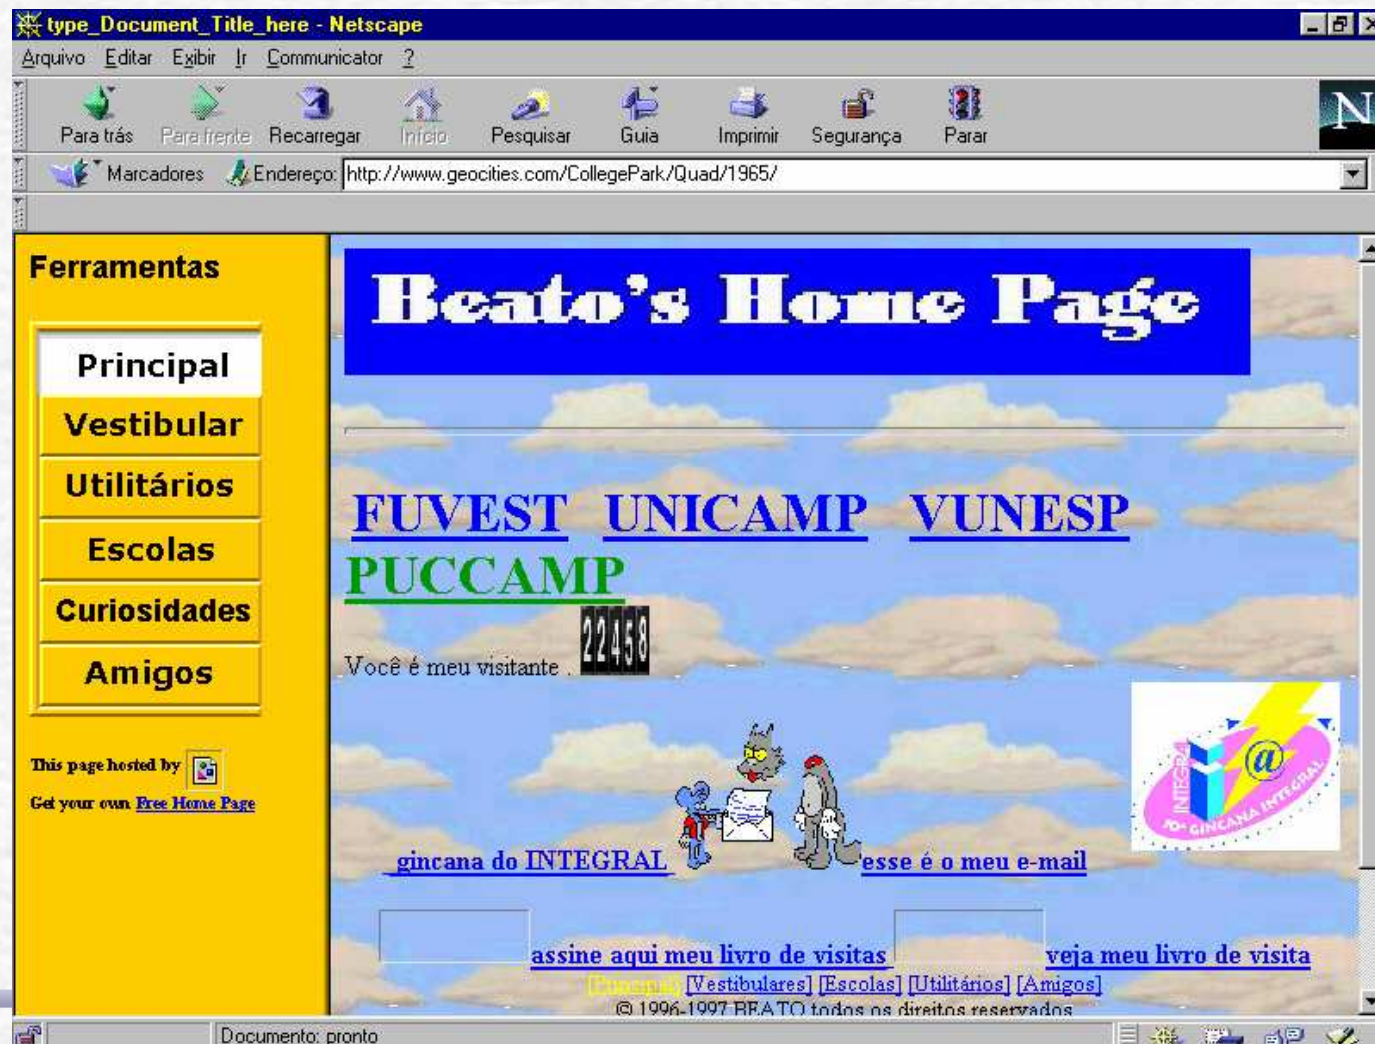 type_Document_Title_here - Netscape
Arquivo Editar Exibir Ir Communicator ?
Para trás Para frente Recarregar Início Pesquisar Guia Imprimir Segurança Parar
N
Marcadores Endereço: http://www.geocities.com/CollegePark/Quad/1965/
Ferramentas
Principal
Vestibular
Utilitários
Escolas
Curiosidades
Amigos
This page hosted by
Get your own Free Home Page
Beato's Home Page
FUVEST UNICAMP VUNESP
PUCCAMP
Você é meu visitante . 22458
INTEGRAL
@
10ª GINCANA INTEGRAL
gincana do INTEGRAL esse é o meu e-mail
assine aqui meu livro de visitas veja meu livro de visita
[Principal] [Vestibulares] [Escolas] [Utilitários] [Amigos]
© 1996-1997 BEATO todos os direitos reservados
Documento: pronto